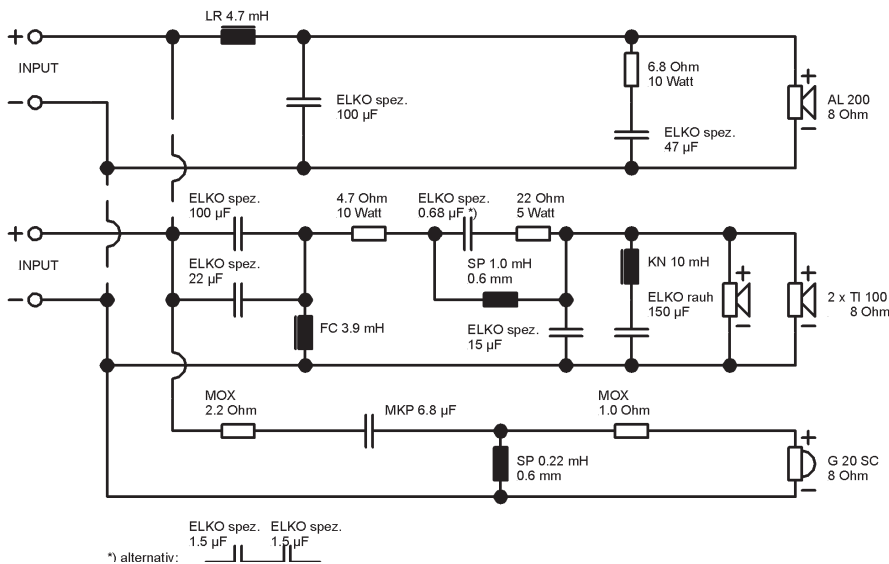 LR 4.7 mH
+
INPUT
−
ELKO spez.
100 µF
6.8 Ohm
10 Watt
ELKO spez.
47 µF
+
AL 200
8 Ohm
−
ELKO spez.
100 µF
4.7 Ohm
10 Watt
ELKO spez.
0.68 µF *)
22 Ohm
5 Watt
+
INPUT
−
ELKO spez.
22 µF
SP 1.0 mH
0.6 mm
KN 10 mH
FC 3.9 mH
ELKO spez.
15 µF
ELKO rauh
150 µF
+
−
+
2 x TI 100
8 Ohm
−
MOX
2.2 Ohm
MKP 6.8 µF
MOX
1.0 Ohm
SP 0.22 mH
0.6 mm
+
G 20 SC
8 Ohm
−
ELKO spez. ELKO spez.
1.5 µF 1.5 µF
*) alternativ: